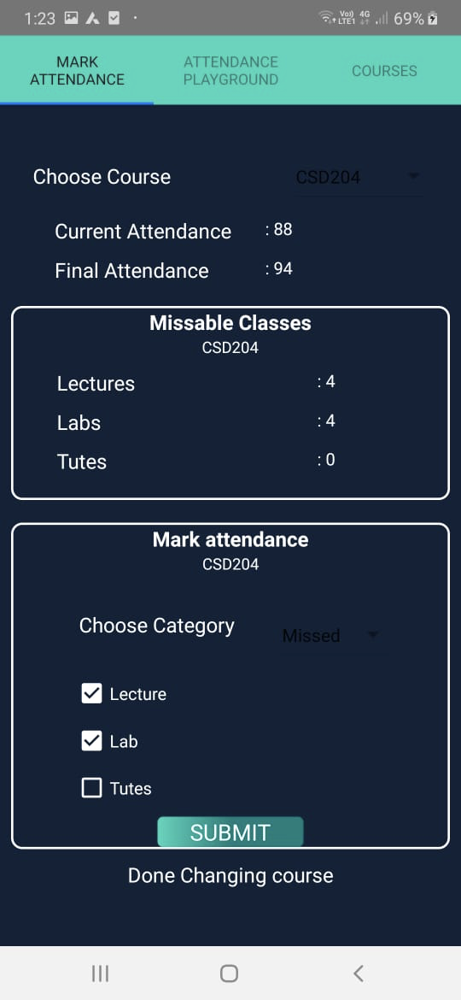 1:23
Vo) 4G
LTE1
69%
MARK
ATTENDANCE
ATTENDANCE
PLAYGROUND
COURSES
Choose Course
CSD204
Current Attendance : 88
Final Attendance : 94
Missable Classes
CSD204
Lectures : 4
Labs : 4
Tutes : 0
Mark attendance
CSD204
Choose Category
Missed
Lecture
Lab
Tutes
SUBMIT
Done Changing course